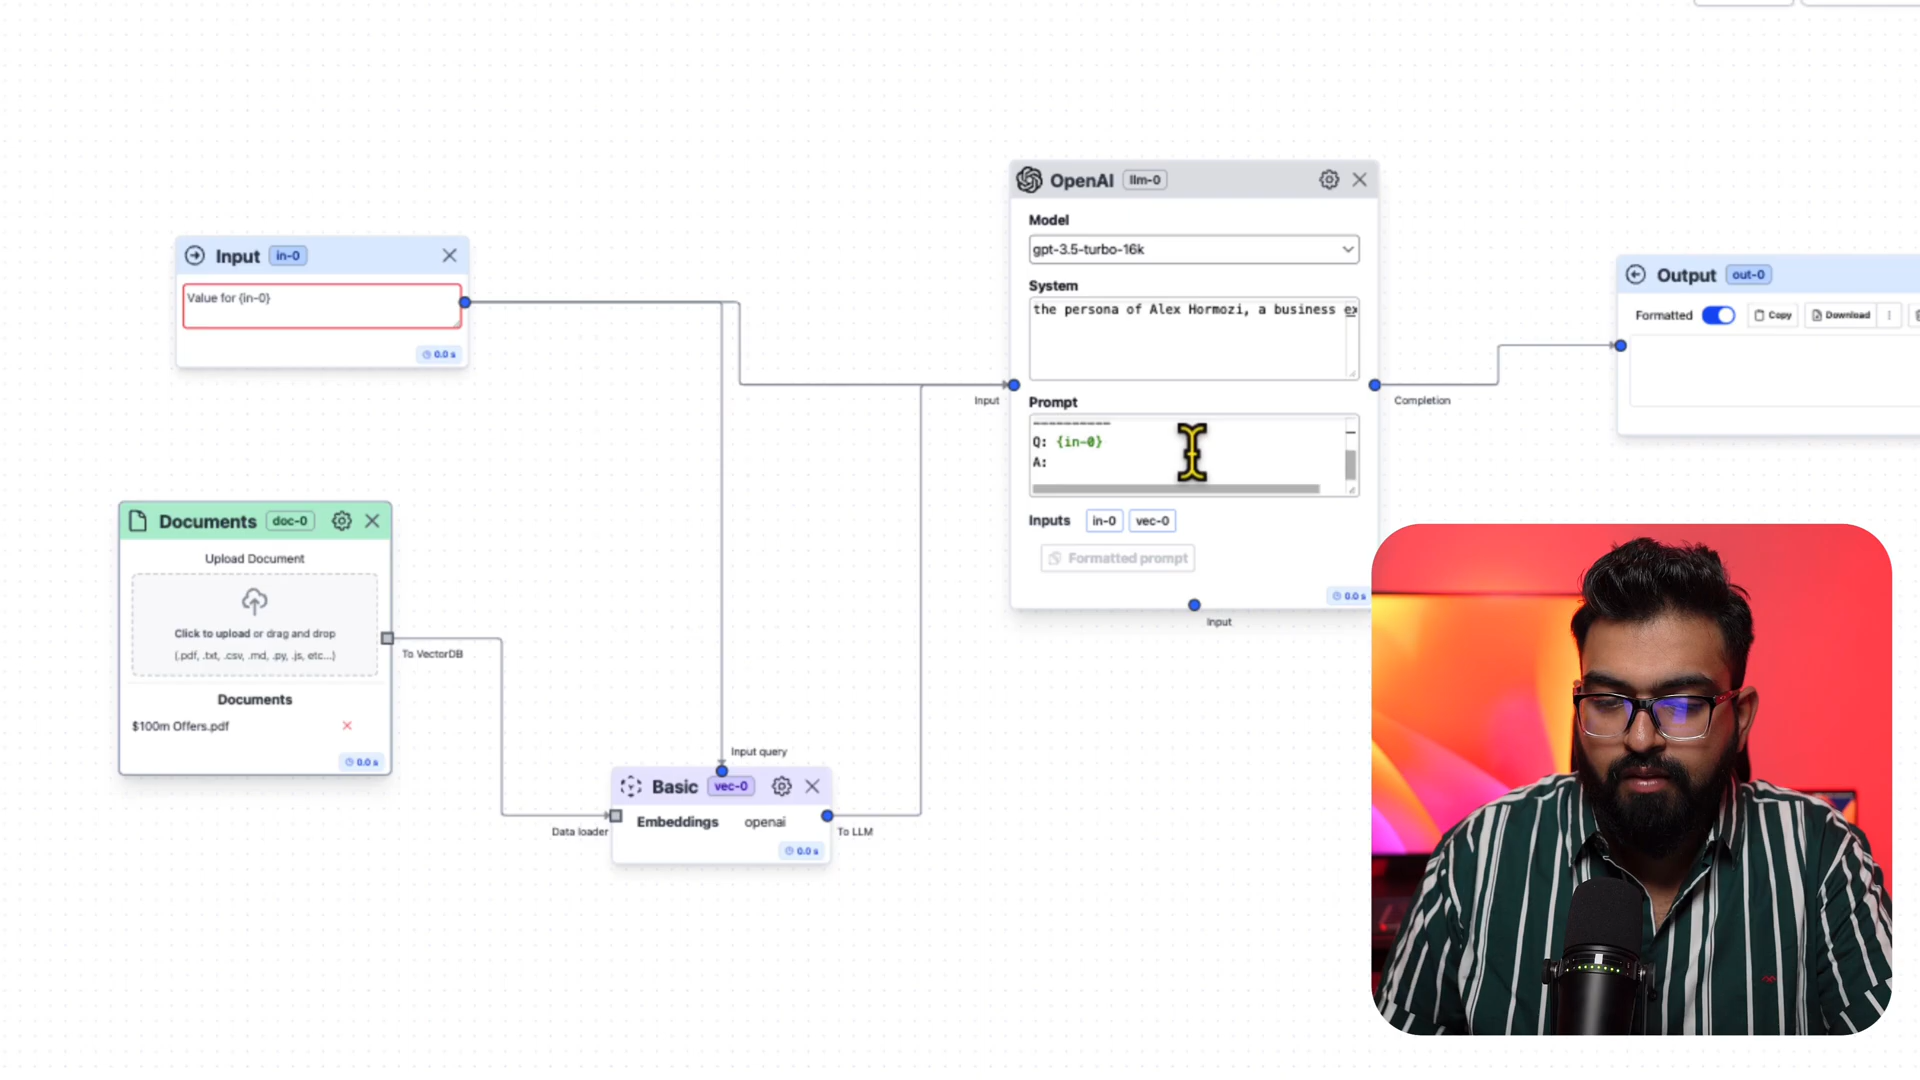 Input in-0
Value for {in-0}
0.0 s
Documents doc-0
Upload Document
Click to upload or drag and drop
(.pdf, .txt, .csv, .md, .py, .js, etc...)
To VectorDB
Documents
$100m Offers.pdf
0.0 s
Input query
Basic vec-0
Data loader
Embeddings openai
To LLM
0.0 s
OpenAI llm-0
Model
gpt-3.5-turbo-16k
System
the persona of Alex Hormozi, a business ex
Input
Prompt
----------
Q: {in-0}
A:
Inputs in-0 vec-0
Formatted prompt
0.0 s
Input
Completion
Output out-0
Formatted Copy Download